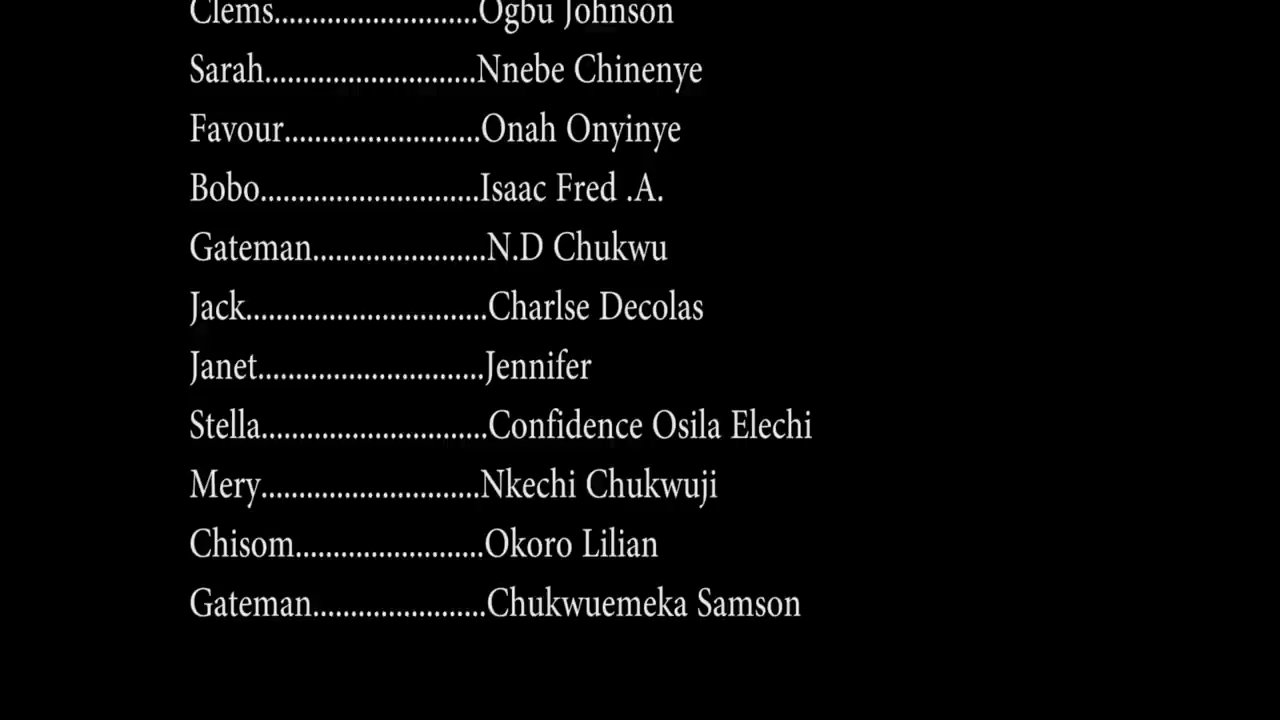 Clems...........................Ogbu Johnson
Sarah............................Nnebe Chinenye
Favour..........................Onah Onyinye
Bobo.............................Isaac Fred .A.
Gateman.......................N.D Chukwu
Jack................................Charlse Decolas
Janet..............................Jennifer
Stella..............................Confidence Osila Elechi
Mery.............................Nkechi Chukwuji
Chisom.........................Okoro Lilian
Gateman.......................Chukwuemeka Samson